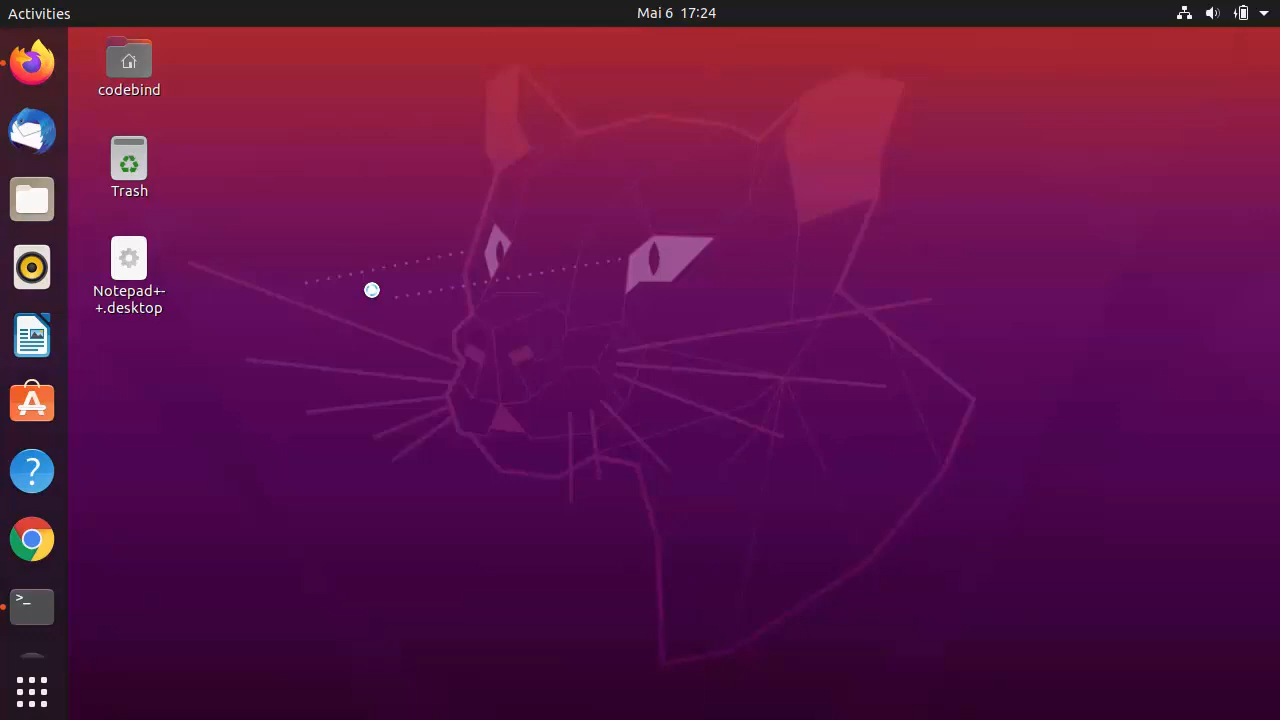 Activities
Mai 6 17:24
codebind
Trash
Notepad+-
+.desktop
?
>_